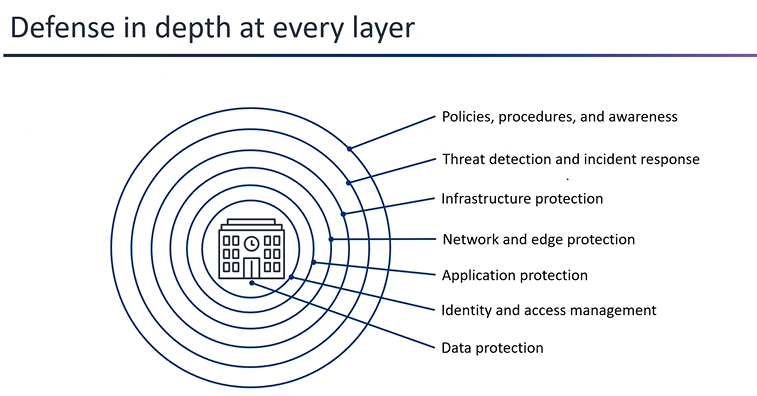 Defense in depth at every layer
Policies, procedures, and awareness
Threat detection and incident response
Infrastructure protection
Network and edge protection
Application protection
Identity and access management
Data protection